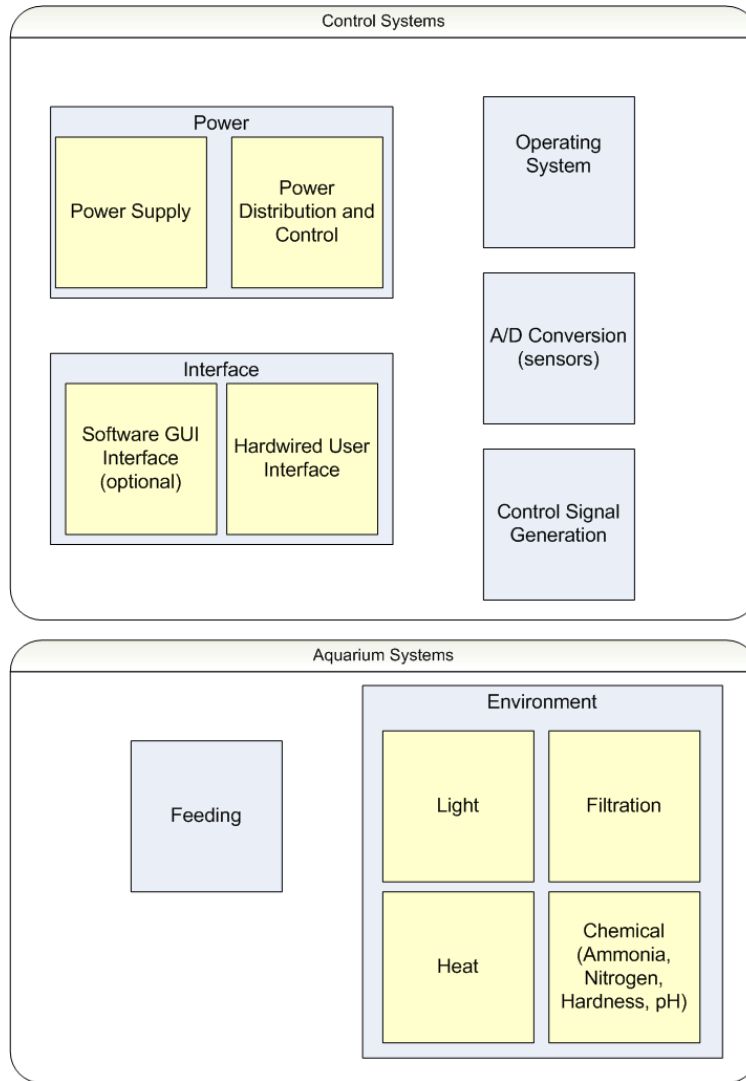 Control Systems
Power
Power Supply
Power
Distribution and
Control
Operating
System
A/D Conversion
(sensors)
Interface
Software GUI
Interface
(optional)
Hardwired User
Interface
Control Signal
Generation
Aquarium Systems
Environment
Feeding
Light
Filtration
Heat
Chemical
(Ammonia,
Nitrogen,
Hardness, pH)